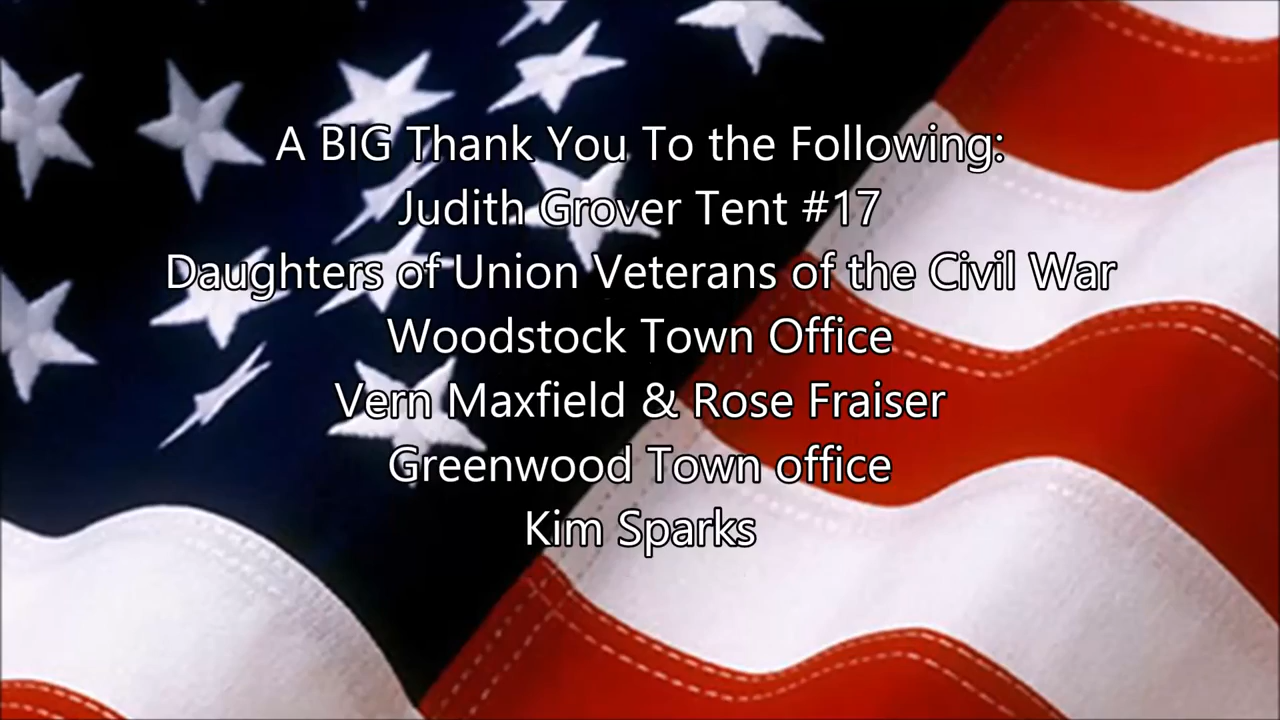 A BIG Thank You To the Following:
Judith Grover Tent #17
Daughters of Union Veterans of the Civil War
Woodstock Town Office
Vern Maxfield & Rose Fraiser
Greenwood Town office
Kim Sparks